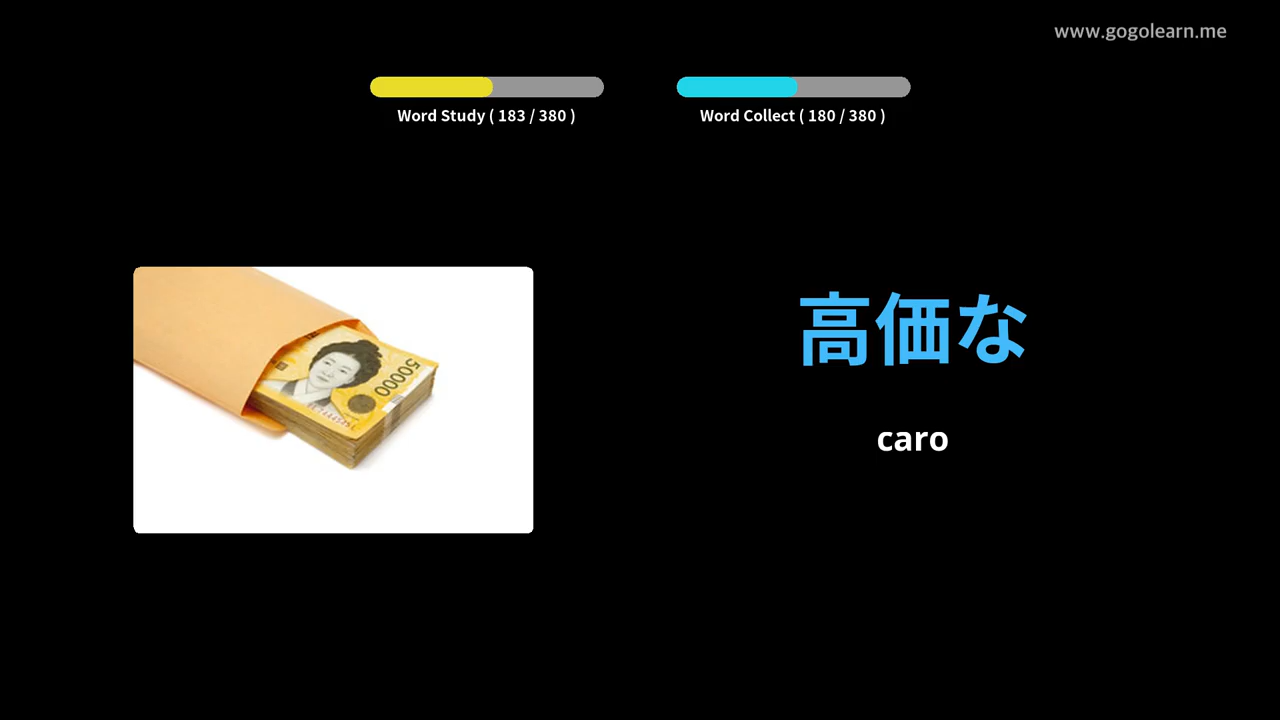 www.gogolearn.me
Word Study ( 183 / 380 )
Word Collect ( 180 / 380 )
50000
高価な
caro